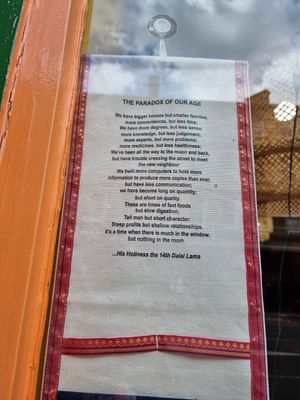 THE PARADOX OF OUR AGE
We have bigger houses but smaller families.
more conveniences, but less time;
We have more degrees, but less sense;
more knowledge, but less judgement;
more experts, but more problems;
more medicines, but less healthiness;
We've been all the way to the moon and back,
but have trouble crossing the street to meet
the new neighbour
We built more computers to hold more
information to produce more copies than ever,
but have less communication;
we have become long on quantity;
but short on quality.
These are times of fast foods
but slow digestion;
Tall man but short character;
Steep profits but shallow relationships.
it's a time when there is much in the window.
but nothing in the room
...His Holiness the 14th Dalai Lama